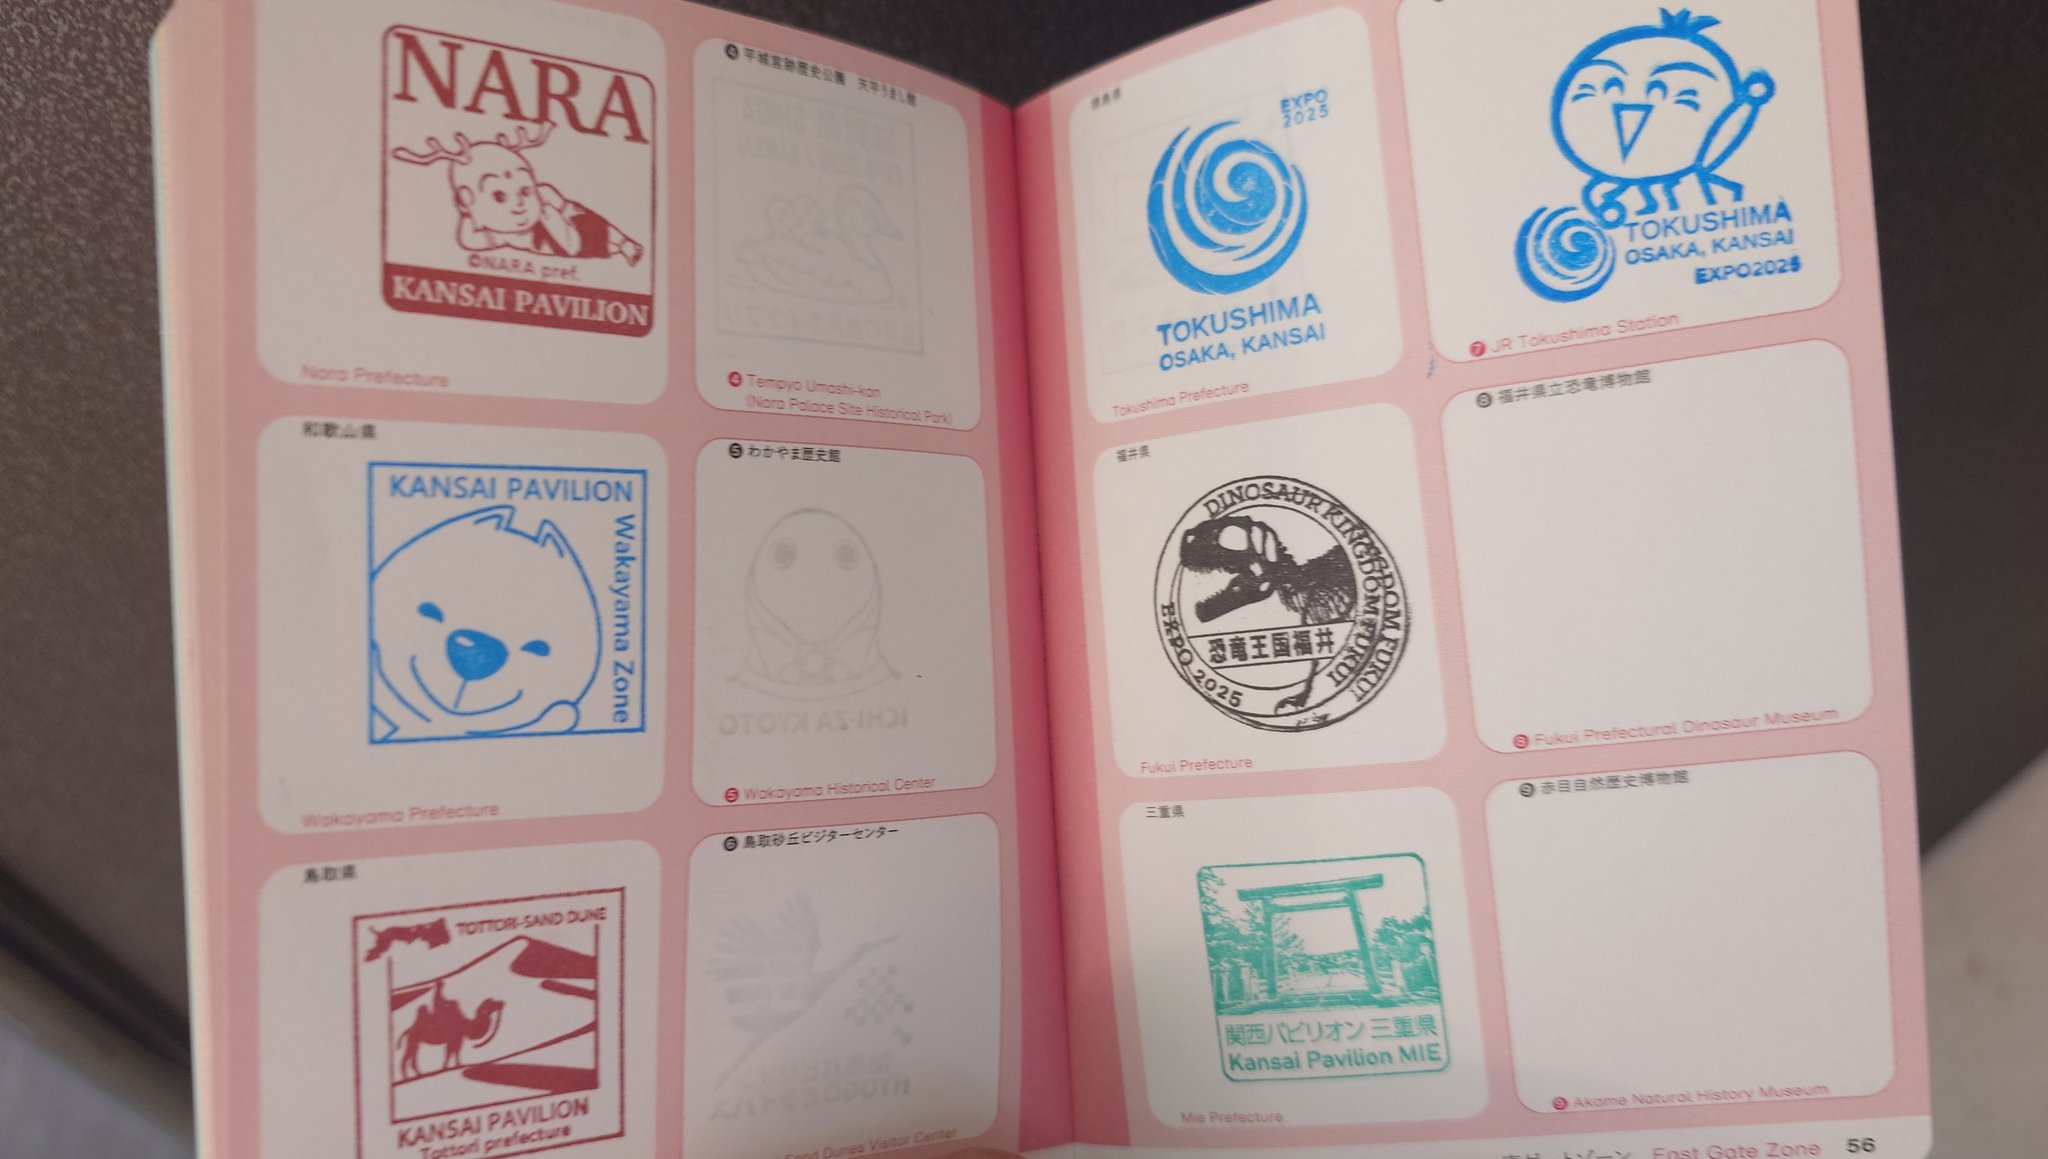 NARA
©NARA pref.
KANSAI PAVILION
Nara Prefecture
❹ 平城宮跡歴史公園 天平うまし館
❹ Tempyo Umashi-kan
(Nara Palace Site Historical Park)
和歌山県
KANSAI PAVILION
Wakayama Zone
Wakayama Prefecture
❺ わかやま歴史館
ICHI-ZA KYOTO
❺ Wakayama Historical Center
鳥取県
TOTTORI-SAND DUNE
KANSAI PAVILION
Tottori prefecture
❻ 鳥取砂丘ビジターセンター
Dunes Visitor Center
徳島県
EXPO
2025
TOKUSHIMA
OSAKA, KANSAI
Tokushima Prefecture
TOKUSHIMA
OSAKA, KANSAI
EXPO2025
❼ JR Tokushima Station
福井県
DINOSAUR KINGDOM FUKUI
EXPO 2025
恐竜王国福井
Fukui Prefecture
❽ 福井県立恐竜博物館
❽ Fukui Prefectural Dinosaur Museum
三重県
関西パビリオン 三重県
Kansai Pavilion MIE
Mie Prefecture
❾ 赤目自然歴史博物館
❾ Akame Natural History Museum
East Gate Zone 56